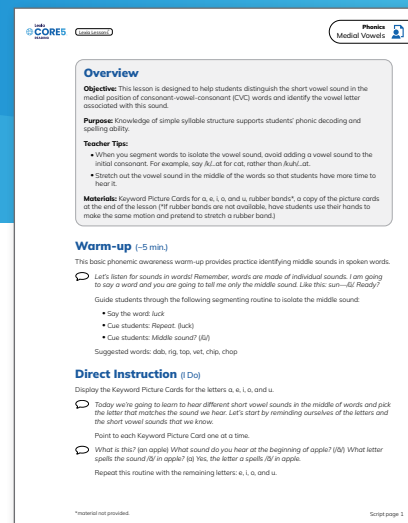 Lexia
CORE5
READING
Lexia Lessons
Phonics
Medial Vowels
Overview
Objective: This lesson is designed to help students distinguish the short vowel sound in the
medial position of consonant-vowel-consonant (CVC) words and identify the vowel letter
associated with this sound.
Purpose: Knowledge of simple syllable structure supports students' phonic decoding and
spelling ability.
Teacher Tips:
• When you segment words to isolate the vowel sound, avoid adding a vowel sound to the
initial consonant. For example, say /k/...at for cat, rather than /kuh/...at.
• Stretch out the vowel sound in the middle of the words so that students have more time to
hear it.
Materials: Keyword Picture Cards for a, e, i, o, and u, rubber bands*, a copy of the picture cards
at the end of the lesson (*If rubber bands are not available, have students use their hands to
make the same motion and pretend to stretch a rubber band.)
Warm-up (~5 min.)
This basic phonemic awareness warm-up provides practice identifying middle sounds in spoken words.
Let's listen for sounds in words! Remember, words are made of individual sounds. I am going
to say a word and you are going to tell me only the middle sound. Like this: sun—/ŭ/ Ready?
Guide students through the following segmenting routine to isolate the middle sound:
• Say the word: luck
• Cue students: Repeat. (luck)
• Cue students: Middle sound? (/ŭ/)
Suggested words: dab, rig, top, vet, chip, chop
Direct Instruction (I Do)
Display the Keyword Picture Cards for the letters a, e, i, o, and u.
Today we're going to learn to hear different short vowel sounds in the middle of words and pick
the letter that matches the sound we hear. Let's start by reminding ourselves of the letters and
the short vowel sounds that we know.
Point to each Keyword Picture Card one at a time.
What is this? (an apple) What sound do you hear at the beginning of apple? (/ă/) What letter
spells the sound /ă/ in apple? (a) Yes, the letter a spells /ă/ in apple.
Repeat this routine with the remaining letters: e, i, o, and u.
*material not provided.
Script page 1